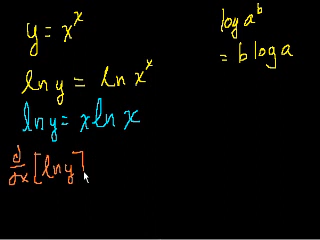 y = x^x
ln y = ln x^x
ln y = x ln x
d/dx [ln y]
log a^b
= b log a